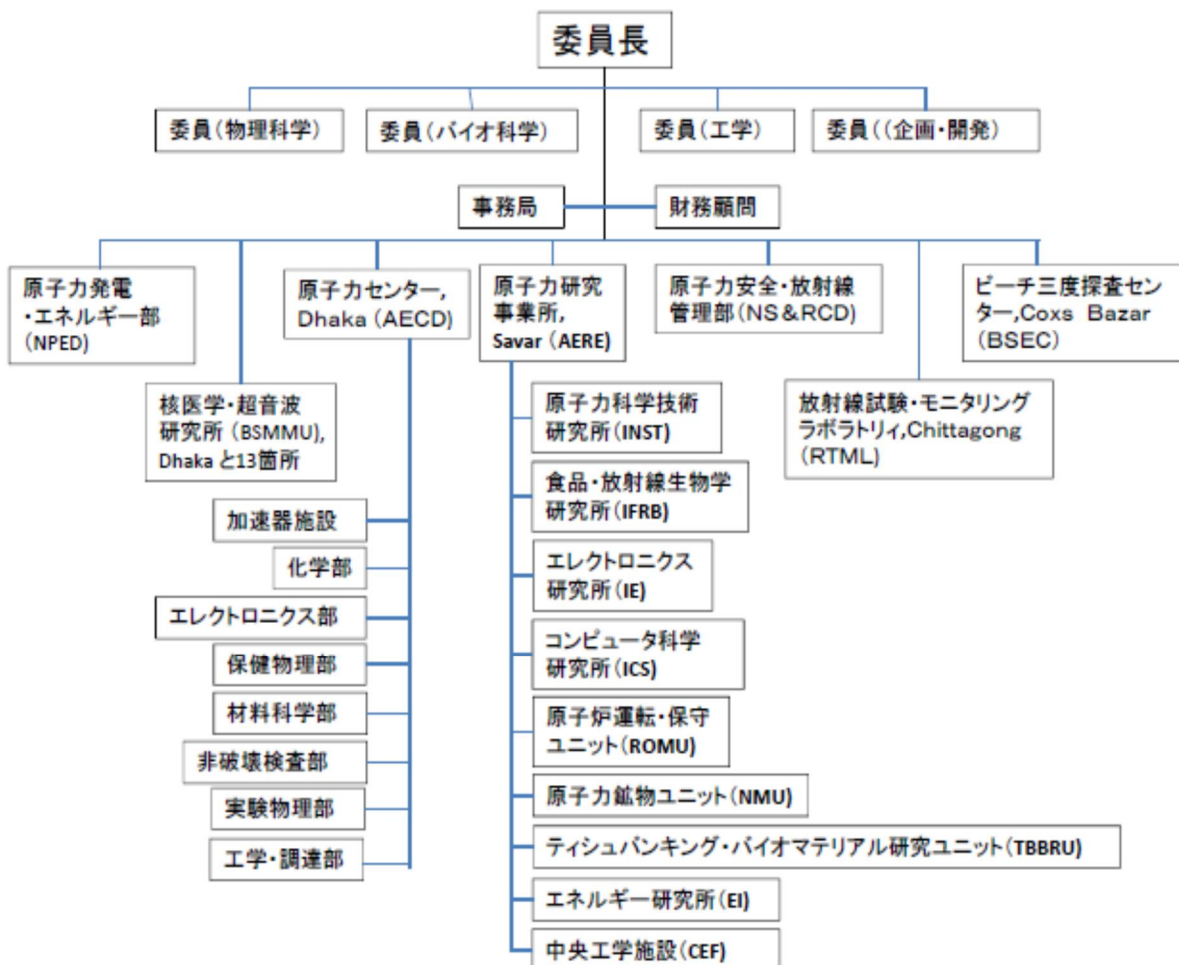 委員長
委員(物理科学)
委員(バイオ科学)
委員(工学)
委員((企画・開発)
事務局
財務顧問
原子力発電
・エネルギー部
(NPED)
核医学・超音波
研究所 (BSMMU),
Dhaka と13箇所
原子力センター,
Dhaka (AECD)
原子力研究
事業所,
Savar (AERE)
原子力安全・放射線
管理部(NS&RCD)
放射線試験・モニタリング
ラボラトリィ,Chittagong
(RTML)
ビーチ三度探査セン
ター,Coxs Bazar
(BSEC)
加速器施設
化学部
エレクトロニクス部
保健物理部
材料科学部
非破壊検査部
実験物理部
工学・調達部
原子力科学技術
研究所(INST)
食品・放射線生物学
研究所(IFRB)
エレクトロニクス
研究所(IE)
コンピュータ科学
研究所(ICS)
原子炉運転・保守
ユニット(ROMU)
原子力鉱物ユニット(NMU)
ティシュバンキング・バイオマテリアル研究ユニット(TBBRU)
エネルギー研究所(EI)
中央工学施設(CEF)